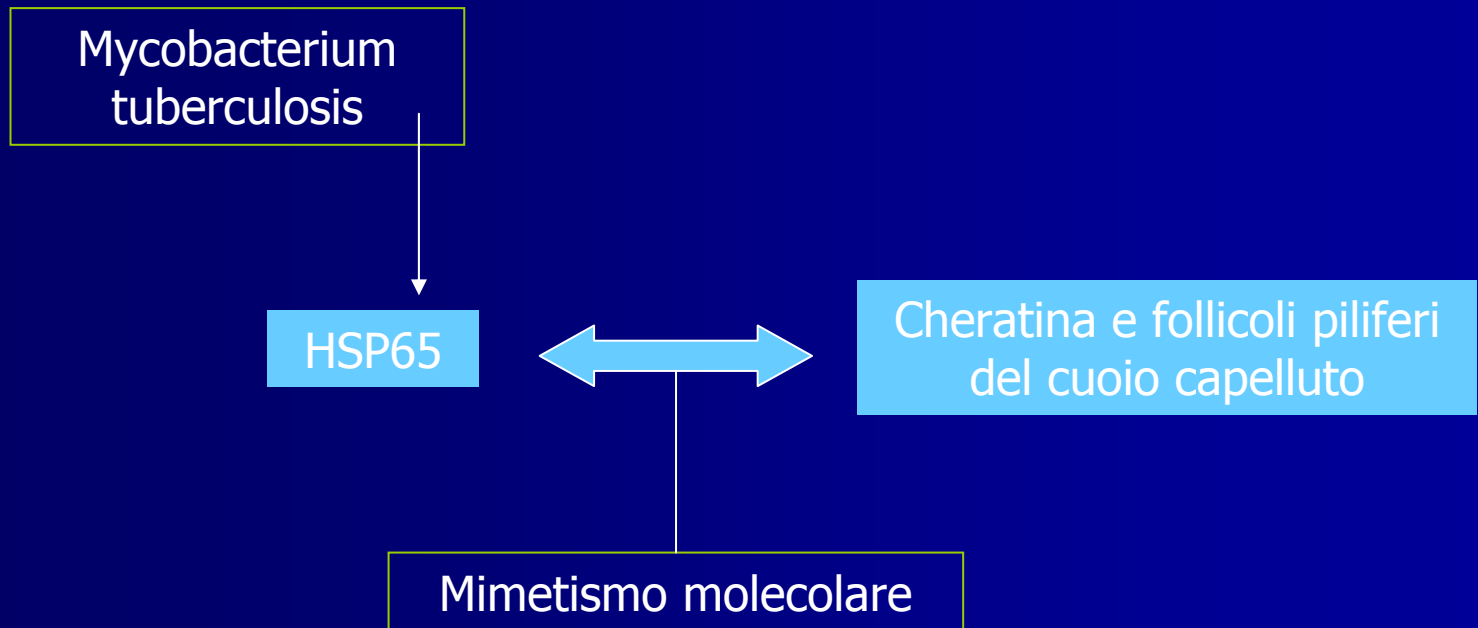 Mycobacterium
tuberculosis
HSP65
Cheratina e follicoli piliferi
del cuoio capelluto
Mimetismo molecolare